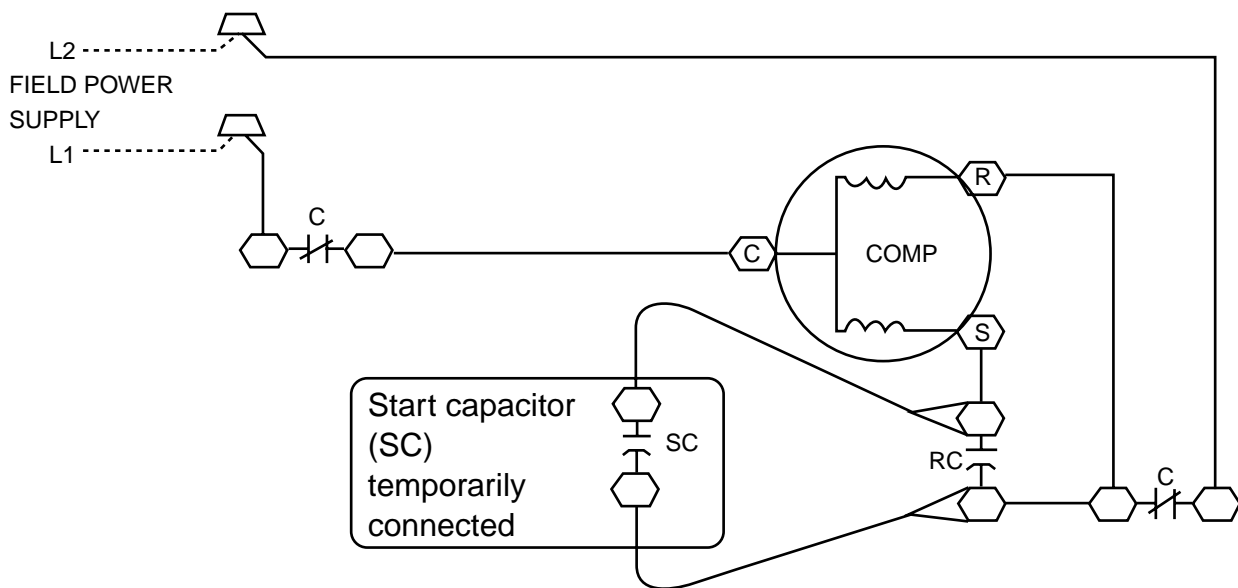 L2
FIELD POWER
SUPPLY
L1
C
R
C
COMP
S
Start capacitor
(SC)
temporarily
connected
SC
RC
C